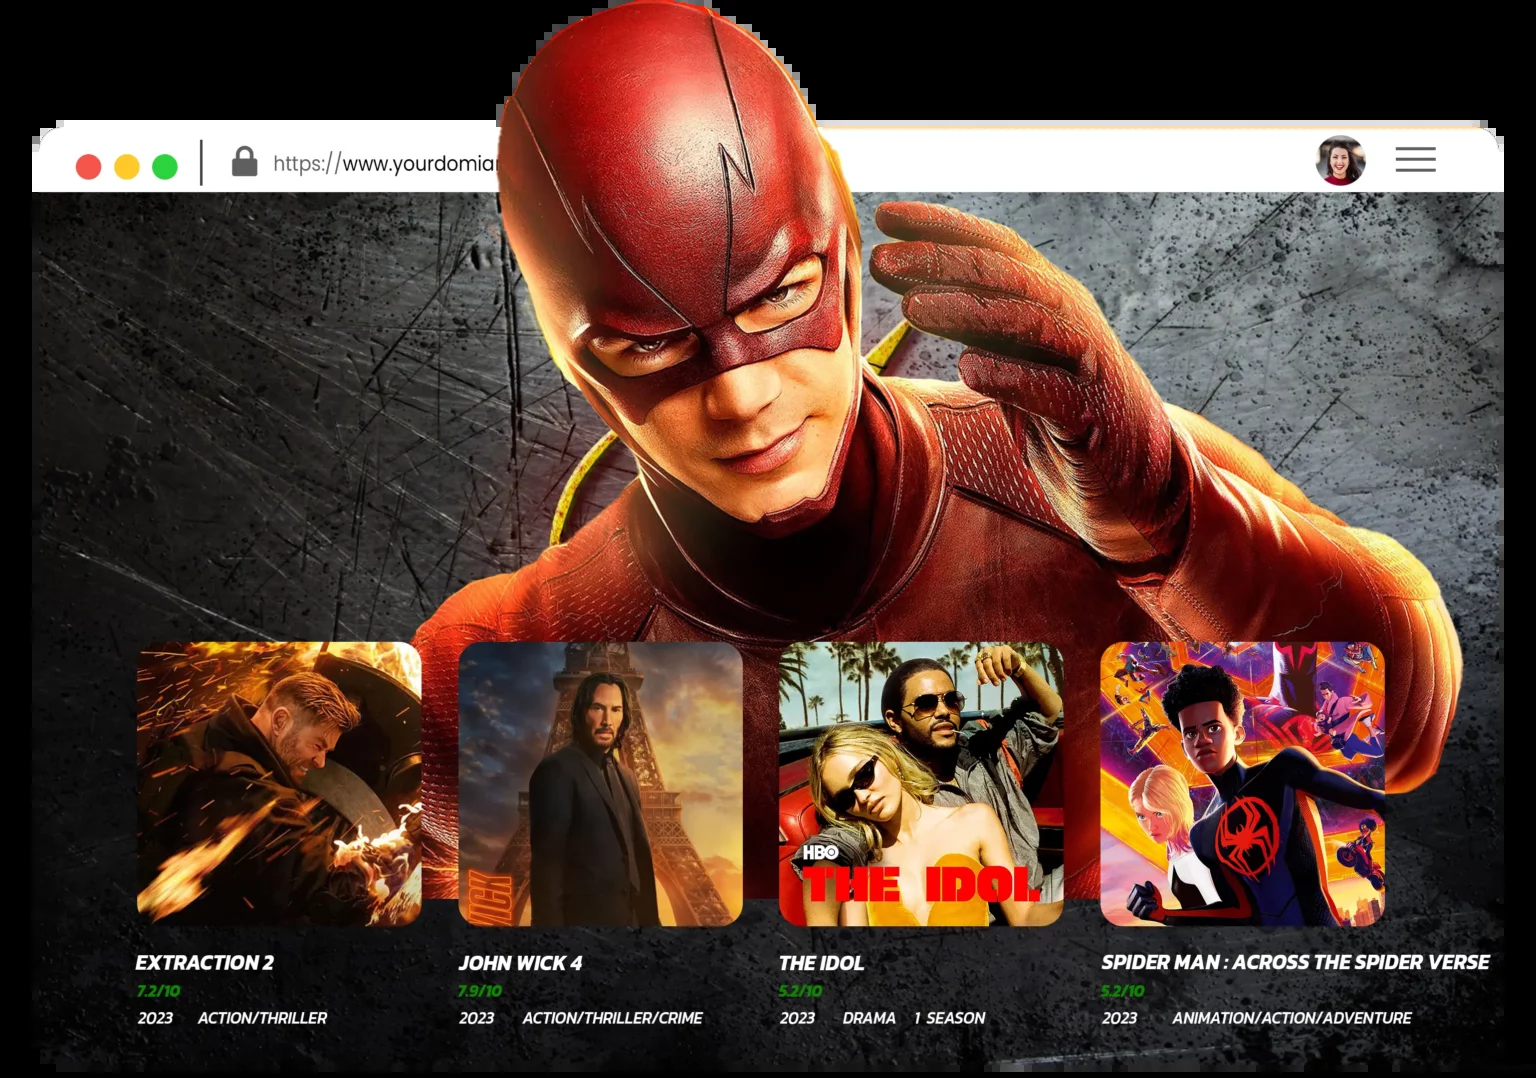 https://www.yourdomian
HBO
THE IDOL
WICK
EXTRACTION 2
7.2/10
2023 ACTION/THRILLER
JOHN WICK 4
7.9/10
2023 ACTION/THRILLER/CRIME
THE IDOL
5.2/10
2023 DRAMA 1 SEASON
SPIDER MAN : ACROSS THE SPIDER VERSE
5.2/10
2023 ANIMATION/ACTION/ADVENTURE